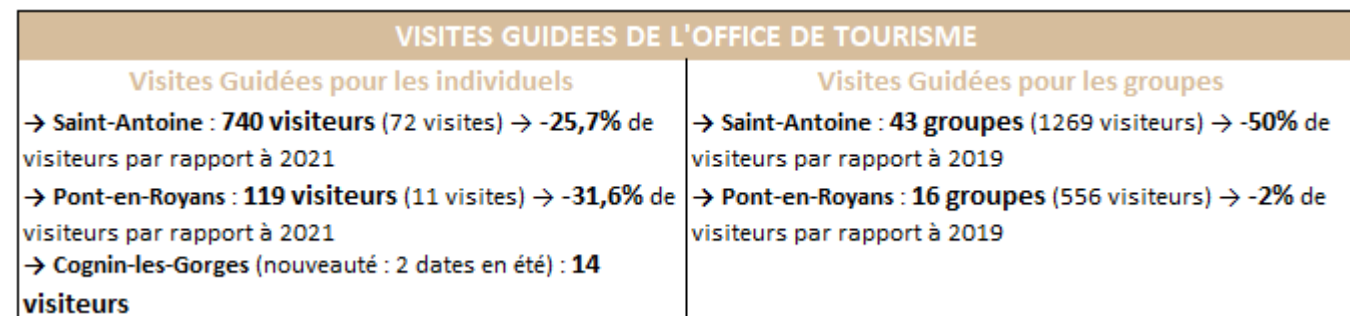 VISITES GUIDEES DE L'OFFICE DE TOURISME
Visites Guidées pour les individuels
→ Saint-Antoine : 740 visiteurs (72 visites) → -25,7% de
visiteurs par rapport à 2021
→ Pont-en-Royans : 119 visiteurs (11 visites) → -31,6% de
visiteurs par rapport à 2021
→ Cognin-les-Gorges (nouveauté : 2 dates en été) : 14
visiteurs
Visites Guidées pour les groupes
→ Saint-Antoine : 43 groupes (1269 visiteurs) → -50% de
visiteurs par rapport à 2019
→ Pont-en-Royans : 16 groupes (556 visiteurs) → -2% de
visiteurs par rapport à 2019